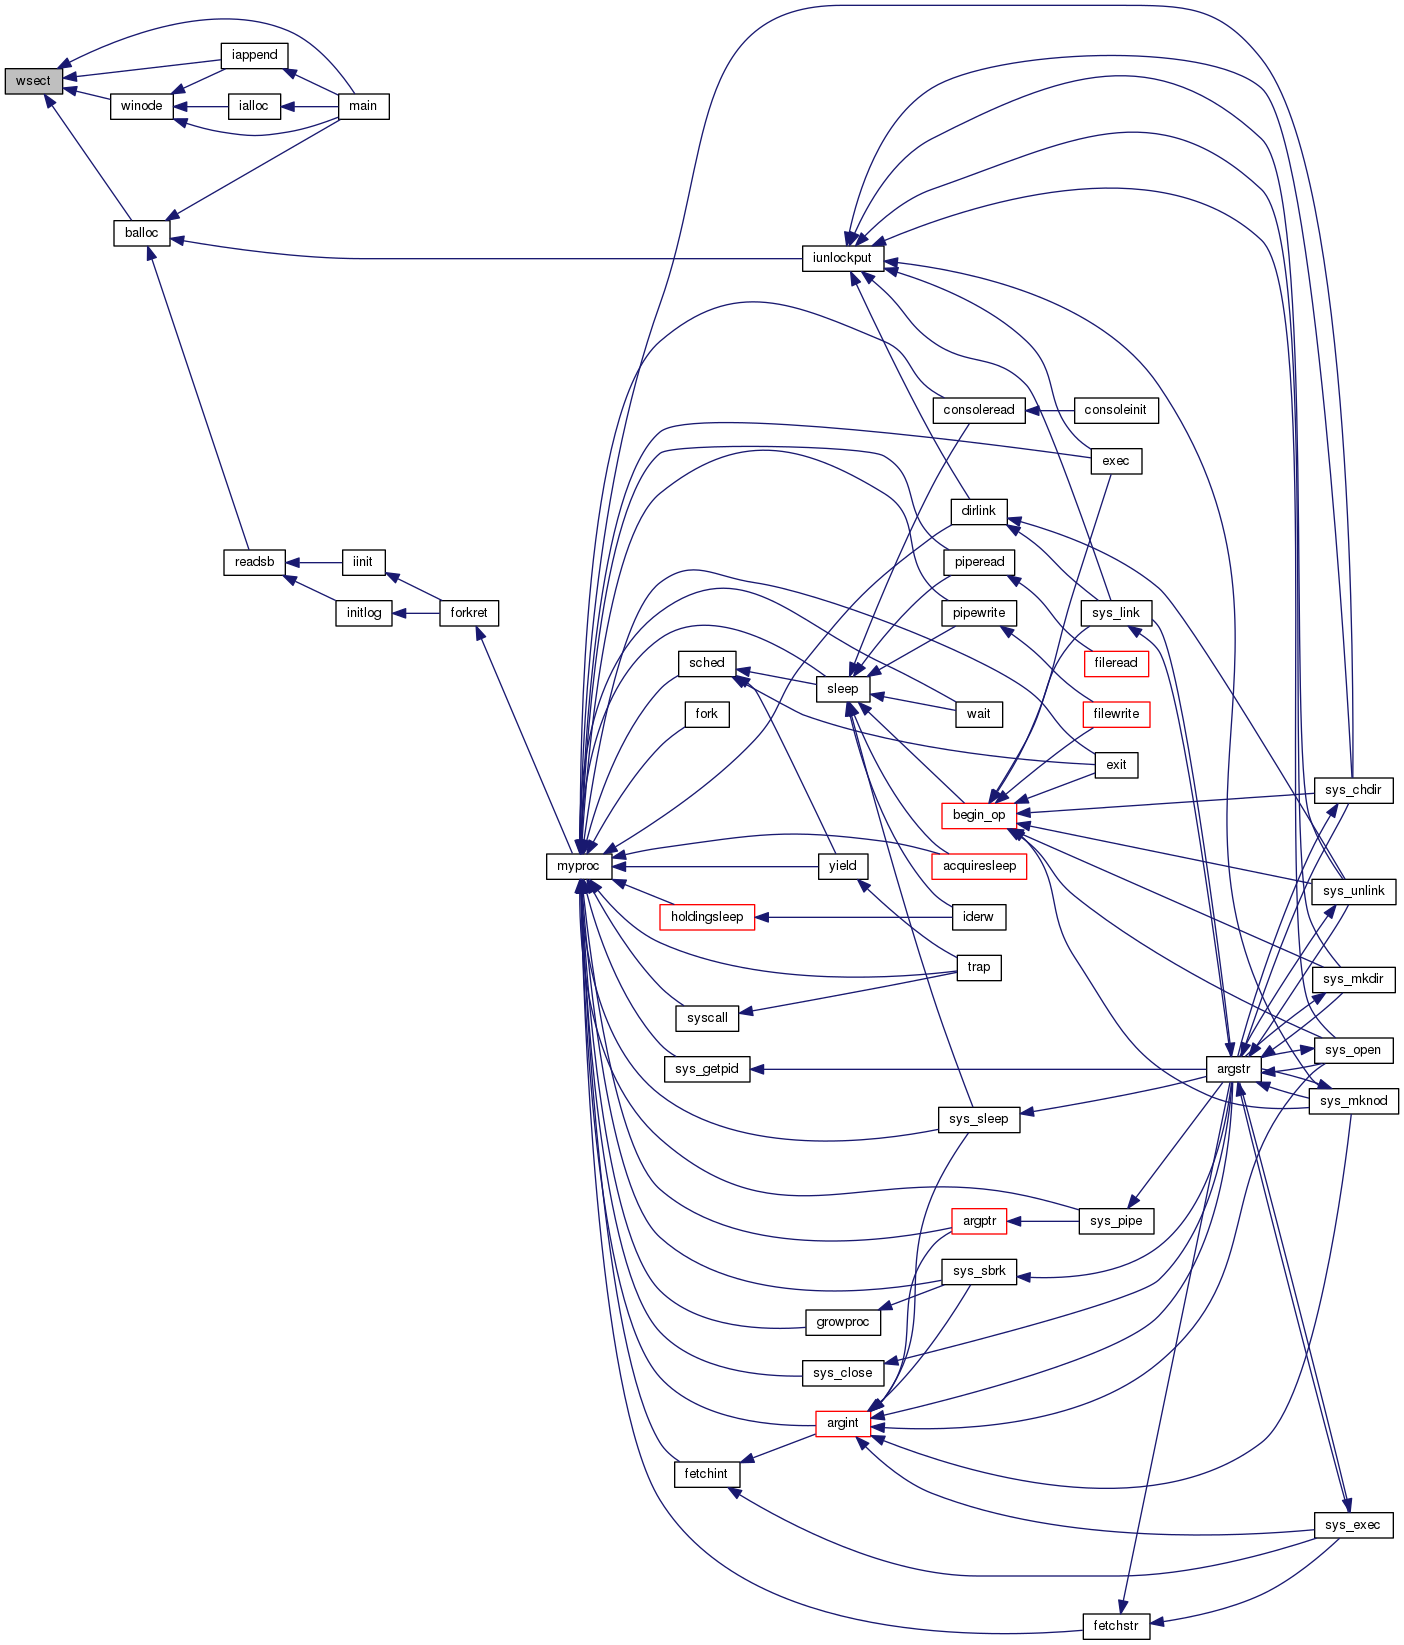 wsect
iappend
winode
ialloc
main
balloc
iunlockput
consoleread
consoleinit
exec
dirlink
readsb
iinit
piperead
initlog
forkret
pipewrite
sys_link
sched
fileread
sleep
fork
wait
filewrite
exit
sys_chdir
begin_op
myproc
yield
acquiresleep
sys_unlink
holdingsleep
iderw
trap
sys_mkdir
syscall
sys_open
sys_getpid
argstr
sys_mknod
sys_sleep
argptr
sys_pipe
sys_sbrk
growproc
sys_close
argint
fetchint
sys_exec
fetchstr